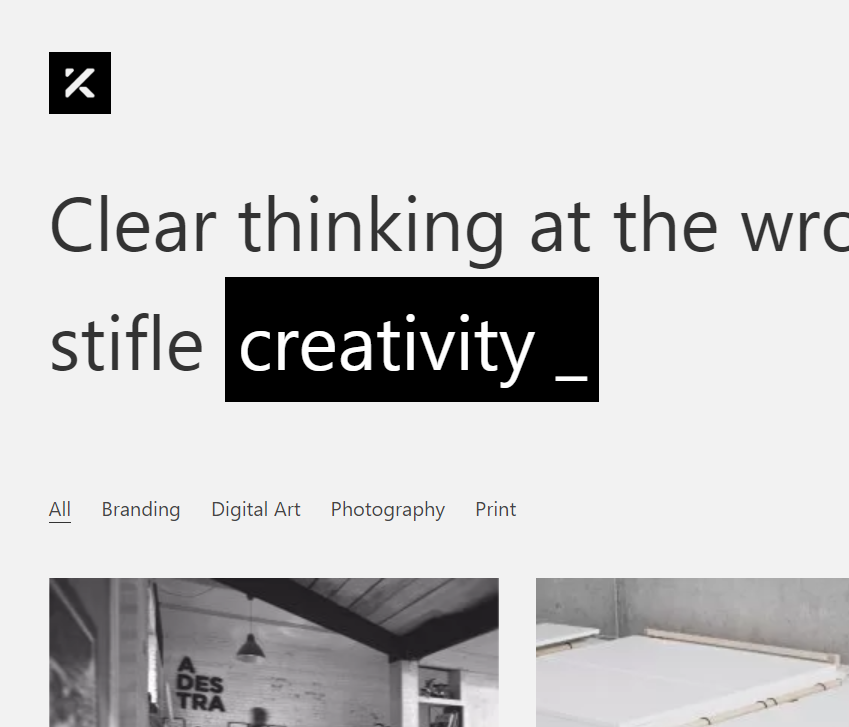 Clear thinking at the wro
stifle creativity _
All Branding Digital Art Photography Print
A
DES
TRA